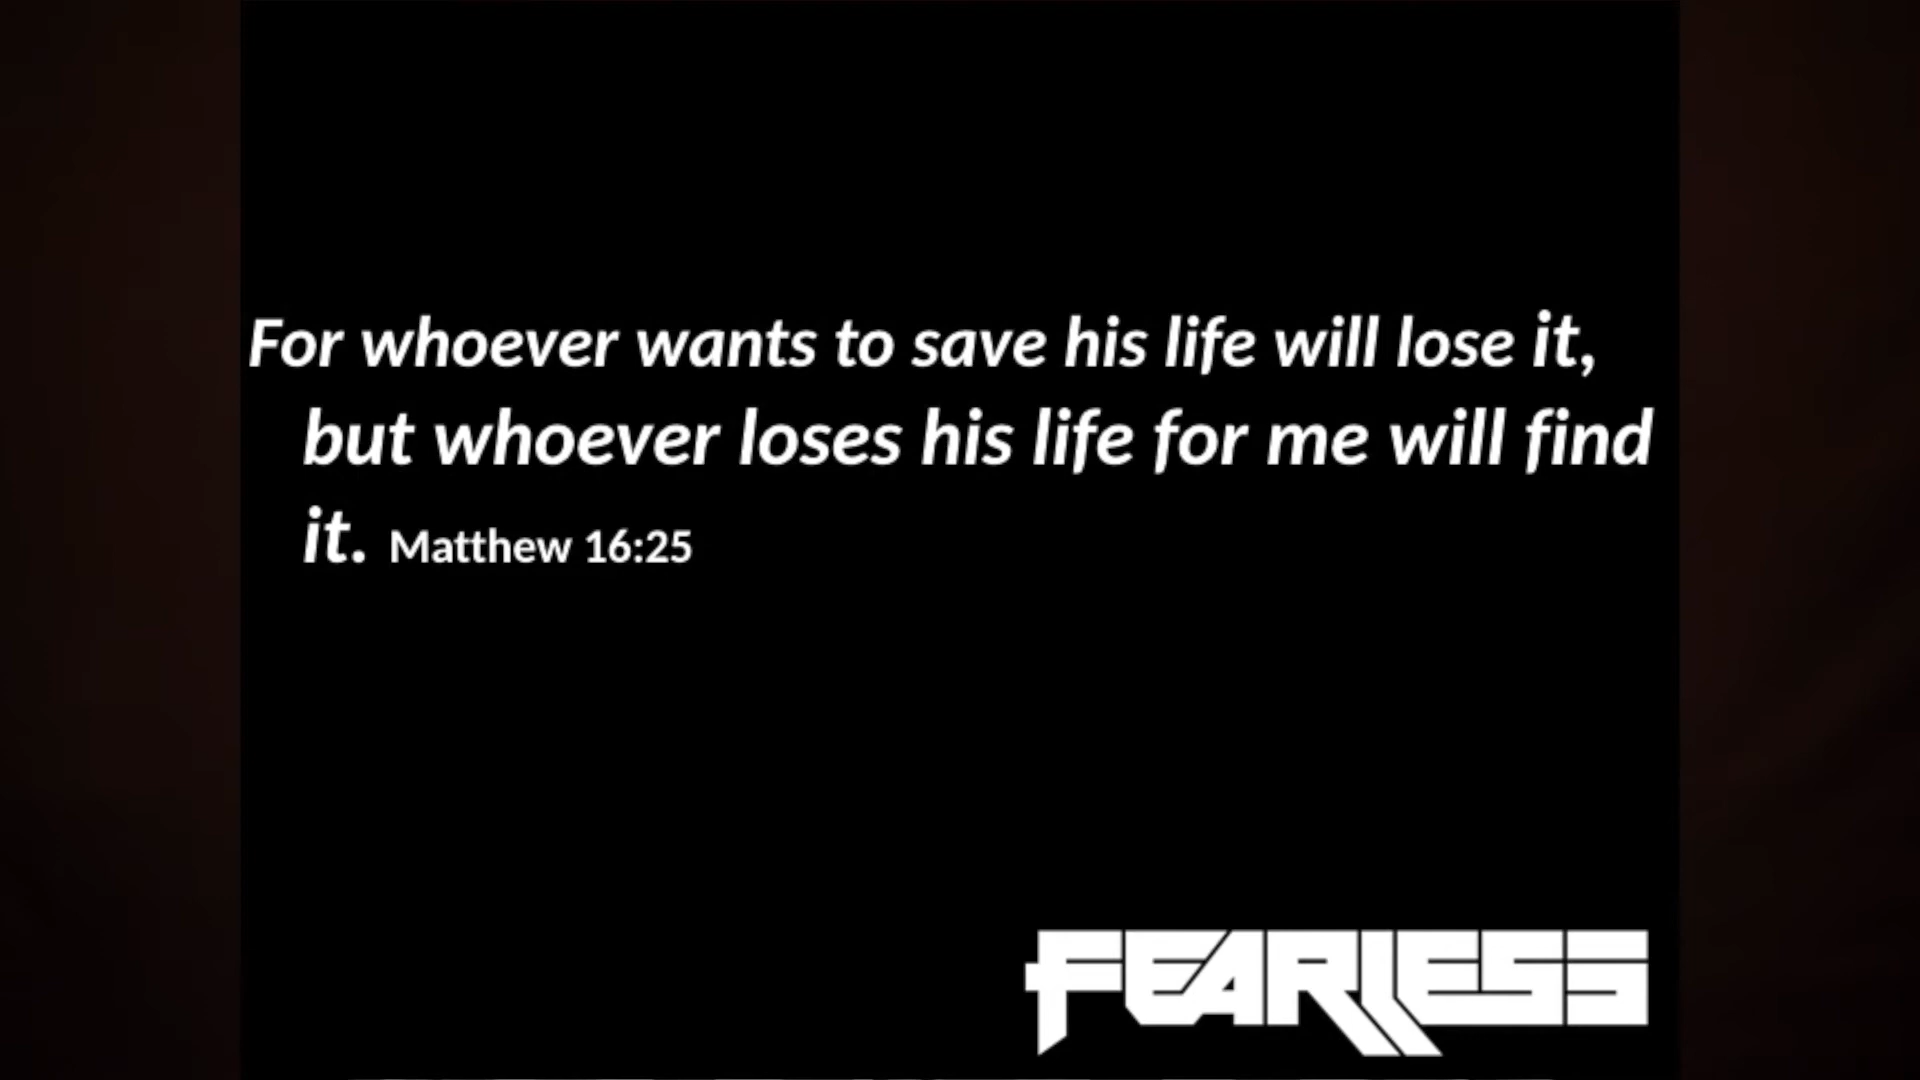 For whoever wants to save his life will lose it,
but whoever loses his life for me will find
it. Matthew 16:25
FEARLESS